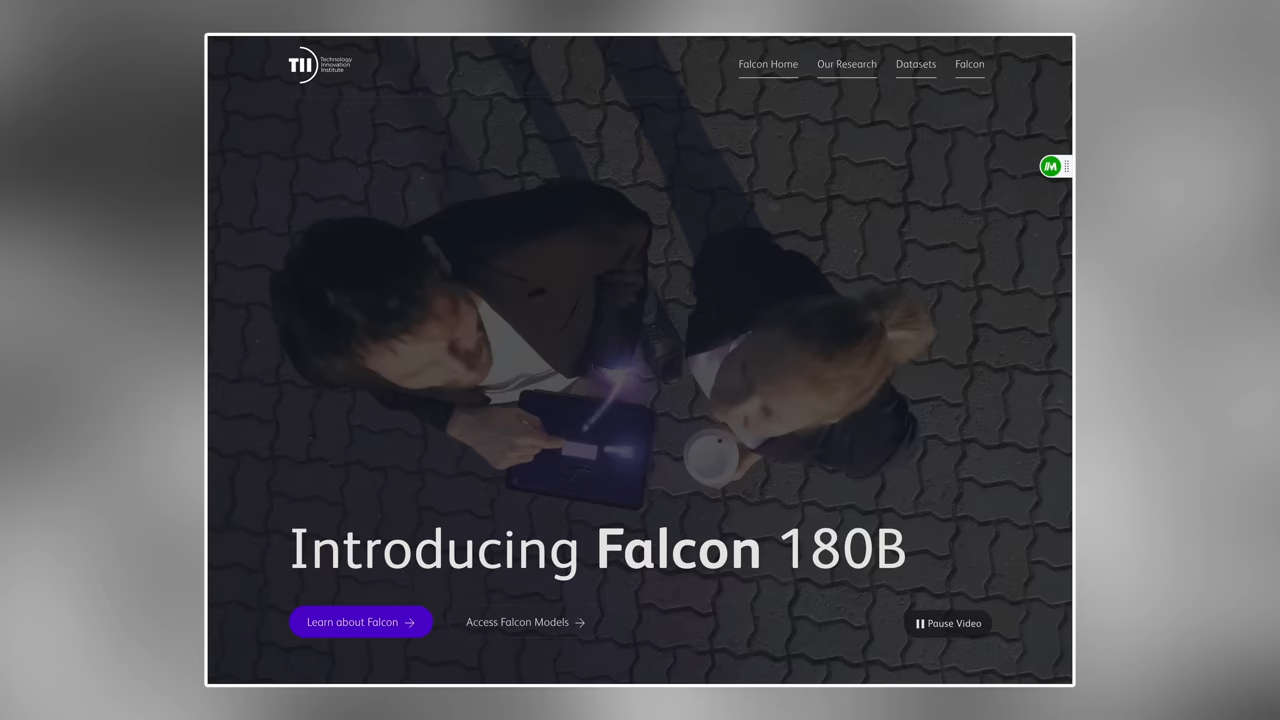 TII
Technology
Innovation
Institute
Falcon Home
Our Research
Datasets
Falcon
Introducing Falcon 180B
Learn about Falcon →
Access Falcon Models →
Pause Video